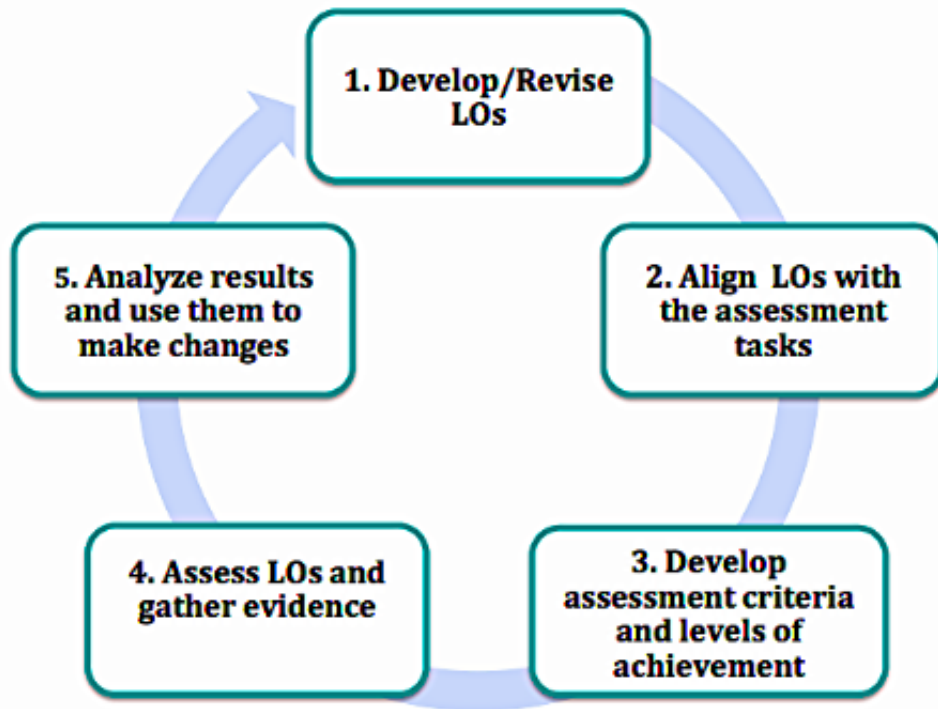 1. Develop/Revise
LOs
2. Align LOs with
the assessment
tasks
3. Develop
assessment criteria
and levels of
achievement
4. Assess LOs and
gather evidence
5. Analyze results
and use them to
make changes